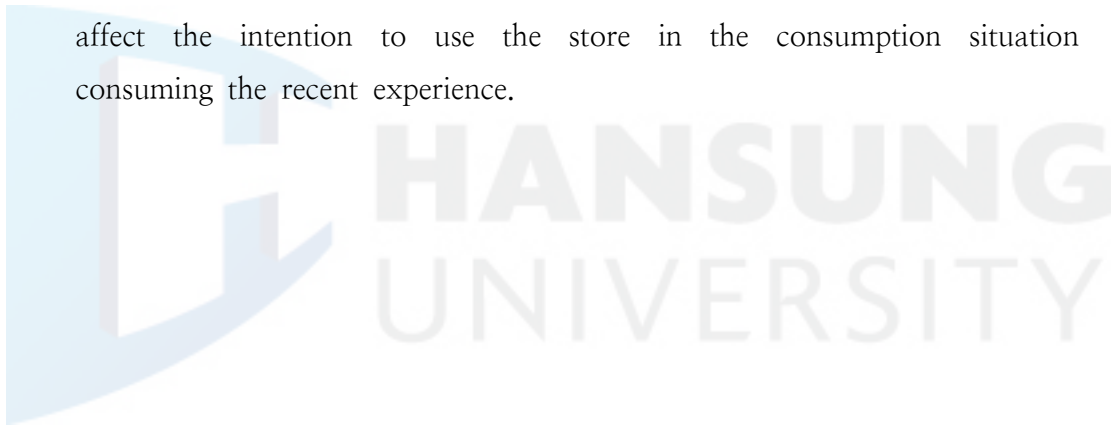 affect the intention to use the store in the consumption situation
consuming the recent experience.
HANSUNG
UNIVERSITY